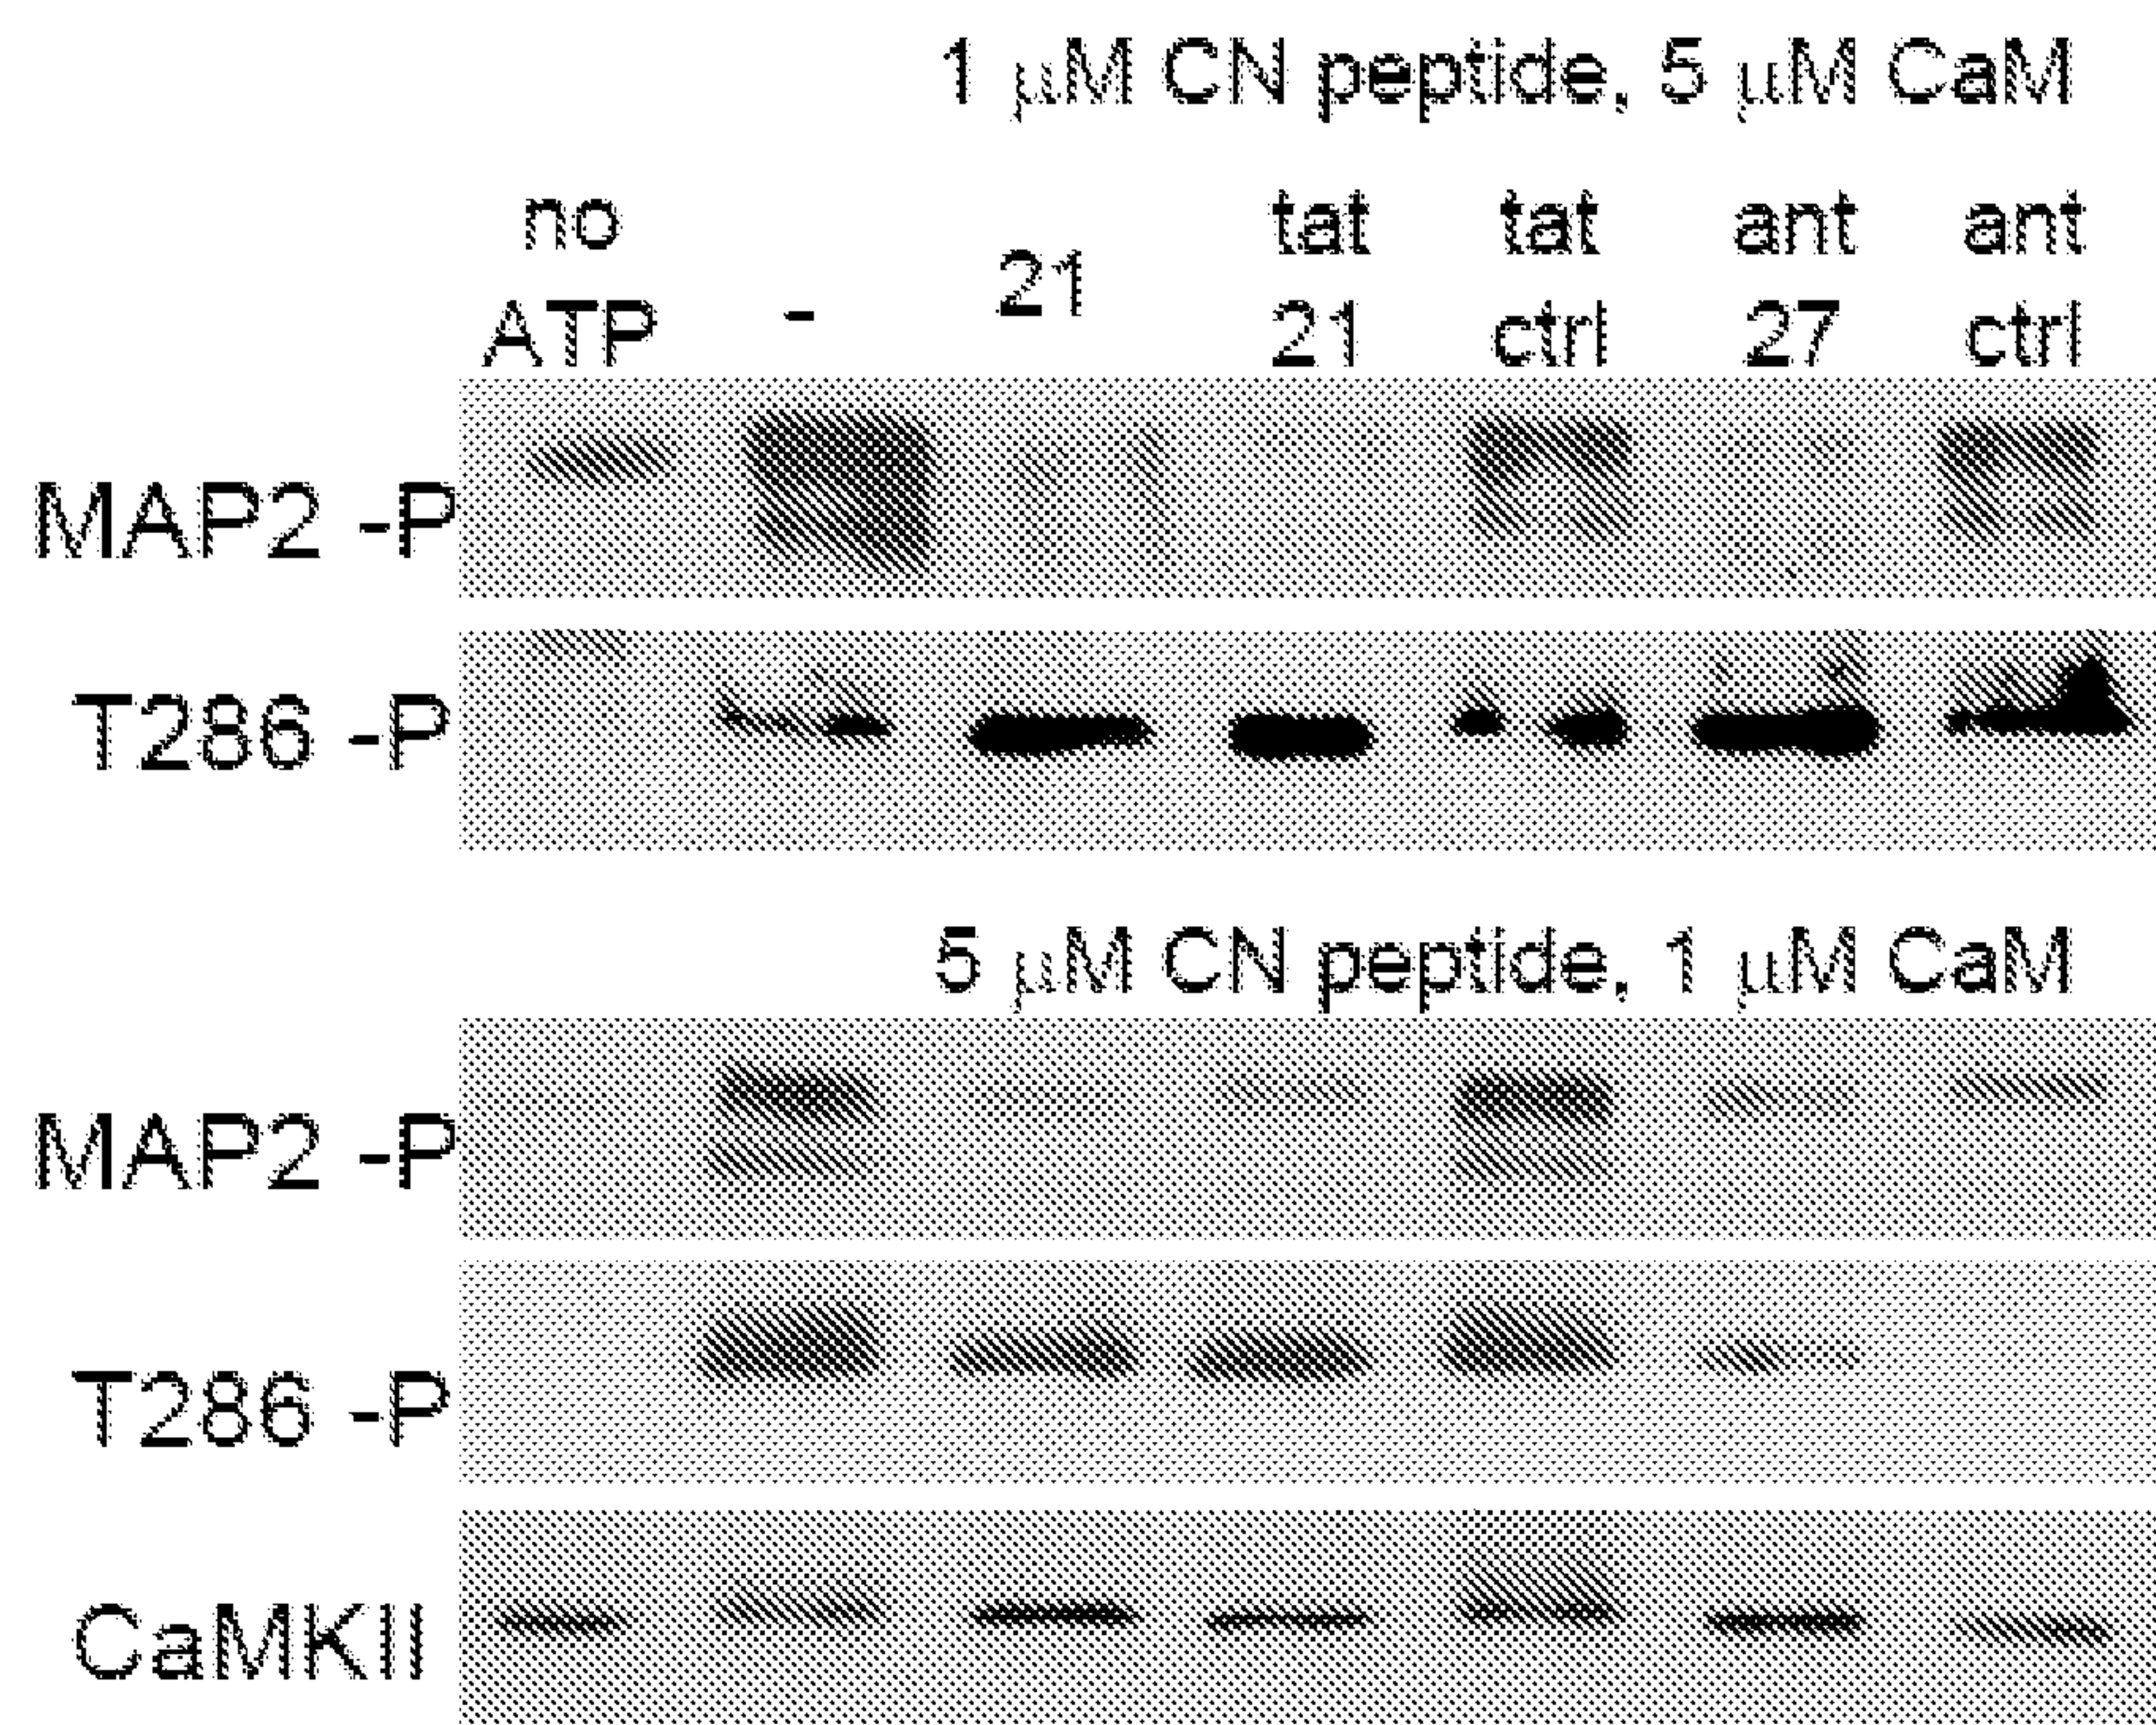 1 μM CN peptide, 5 μM CaM
no ATP
-
21
tat 21
tat ctrl
ant 27
ant ctrl
MAP2 -P
T286 -P
5 μM CN peptide, 1 μM CaM
MAP2 -P
T286 -P
CaMKII